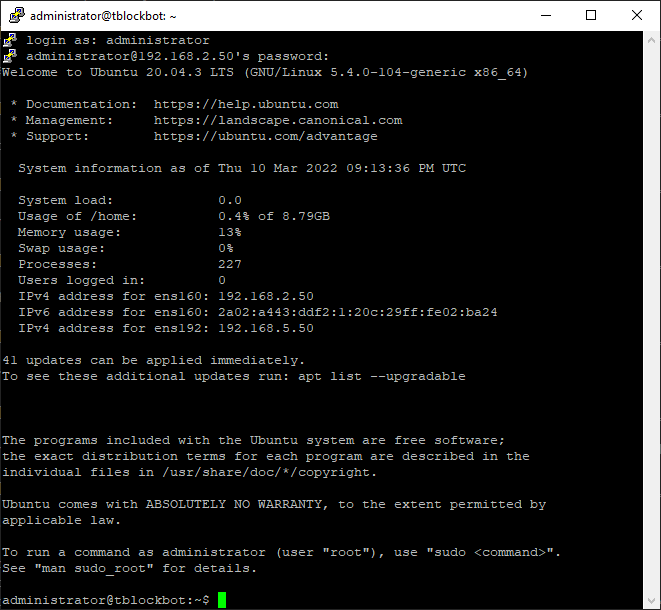 administrator@tblockbot: ~
login as: administrator
administrator@192.168.2.50's password:
Welcome to Ubuntu 20.04.3 LTS (GNU/Linux 5.4.0-104-generic x86_64)
* Documentation:  https://help.ubuntu.com
* Management:     https://landscape.canonical.com
* Support:        https://ubuntu.com/advantage
System information as of Thu 10 Mar 2022 09:13:36 PM UTC
System load:             0.0
Usage of /home:          0.4% of 8.79GB
Memory usage:            13%
Swap usage:              0%
Processes:               227
Users logged in:         0
IPv4 address for ens160: 192.168.2.50
IPv6 address for ens160: 2a02:a443:ddf2:1:20c:29ff:fe02:ba24
IPv4 address for ens192: 192.168.5.50
41 updates can be applied immediately.
To see these additional updates run: apt list --upgradable
The programs included with the Ubuntu system are free software;
the exact distribution terms for each program are described in the
individual files in /usr/share/doc/*/copyright.
Ubuntu comes with ABSOLUTELY NO WARRANTY, to the extent permitted by
applicable law.
To run a command as administrator (user "root"), use "sudo <command>".
See "man sudo_root" for details.
administrator@tblockbot:~$